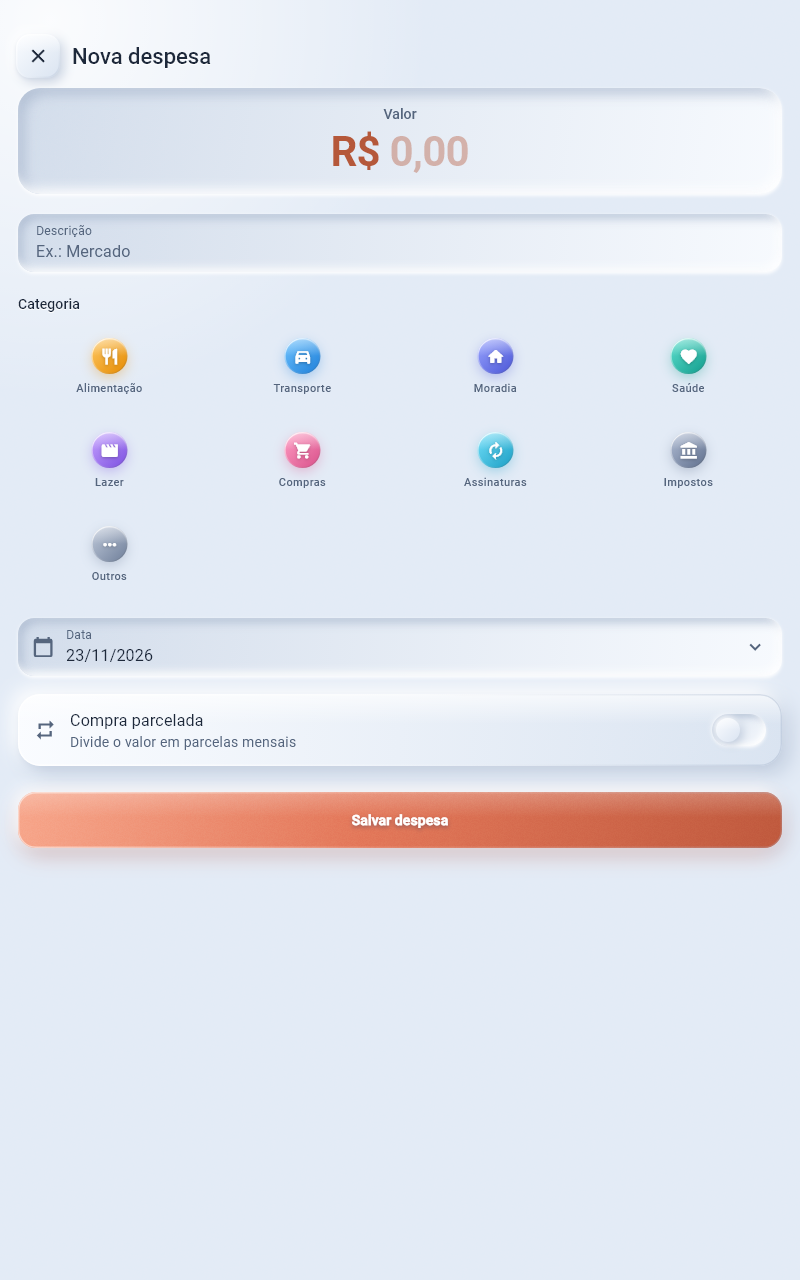 Nova despesa
Valor
R$ 0,00
Descrição
Ex.: Mercado
Categoria
Alimentação
Transporte
Moradia
Saúde
Lazer
Compras
Assinaturas
Impostos
Outros
Data
23/11/2026
Compra parcelada
Divide o valor em parcelas mensais
Salvar despesa